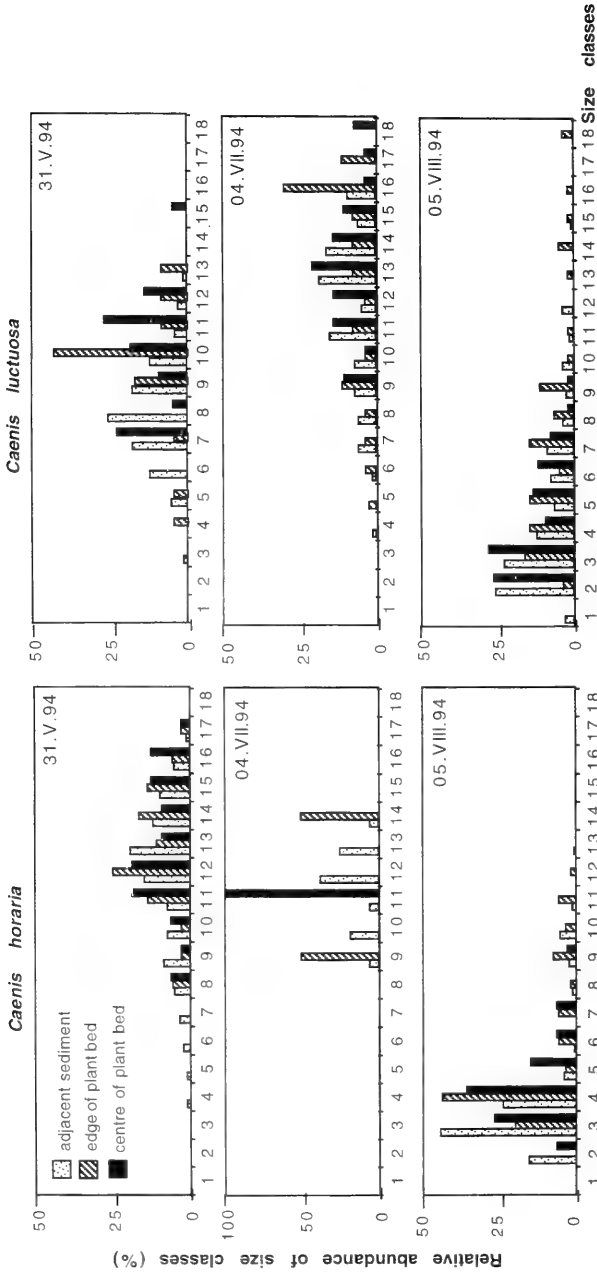 Caenis horaria
Caenis luctuosa
Relative abundance of size classes (%)
50
25
0
31.V.94
adjacent sediment
edge of plant bed
centre of plant bed
1 2 3 4 5 6 7 8 9 10 11 12 13 14 15 16 17 18
50
25
0
31.V.94
1 2 3 4 5 6 7 8 9 10 11 12 13 14 15 16 17 18
100
50
0
04.VII.94
1 2 3 4 5 6 7 8 9 10 11 12 13 14 15 16 17 18
50
25
0
04.VII.94
1 2 3 4 5 6 7 8 9 10 11 12 13 14 15 16 17 18
50
25
0
05.VIII.94
1 2 3 4 5 6 7 8 9 10 11 12 13 14 15 16 17 18
50
25
0
05.VIII.94
1 2 3 4 5 6 7 8 9 10 11 12 13 14 15 16 17 18
Size classes